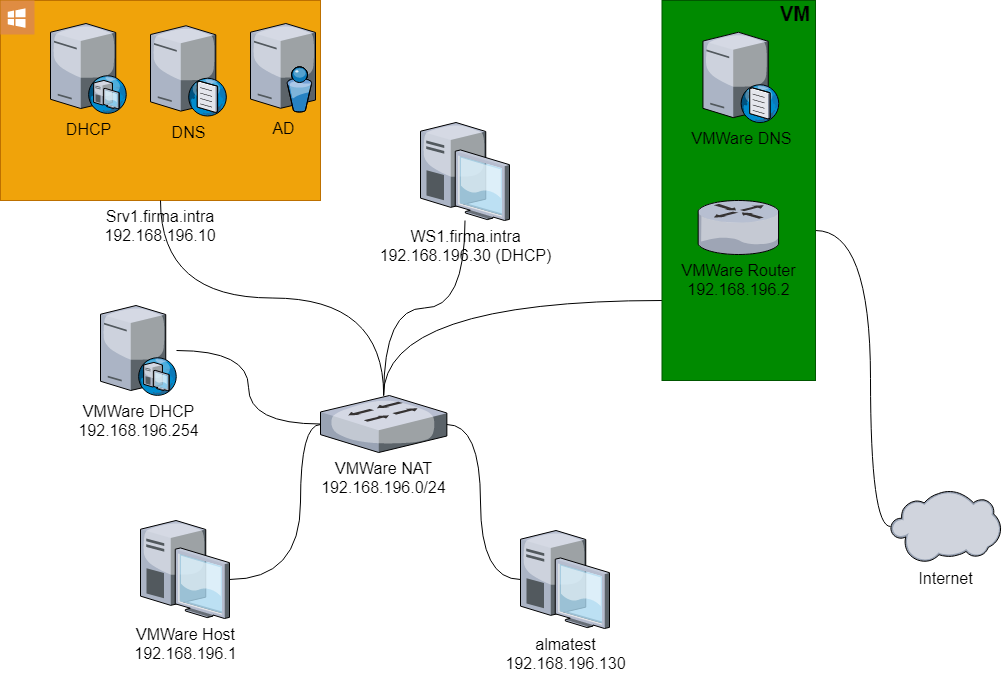 VM
DHCP
DNS
AD
VMWare DNS
Srv1.firma.intra
192.168.196.10
WS1.firma.intra
192.168.196.30 (DHCP)
VMWare Router
192.168.196.2
VMWare DHCP
192.168.196.254
VMWare NAT
192.168.196.0/24
Internet
VMWare Host
192.168.196.1
almatest
192.168.196.130